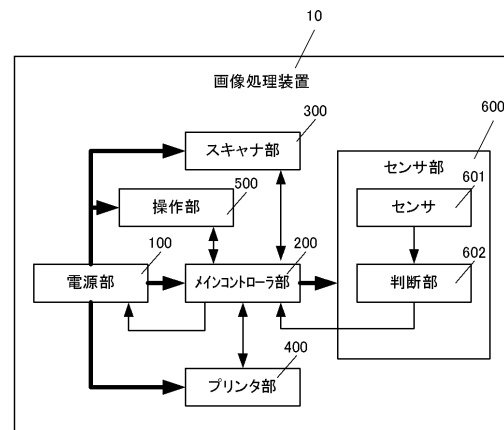 10
画像処理装置
300
600
スキャナ部
センサ部
500
601
操作部
センサ
100
200
602
電源部
メインコントローラ部
判断部
400
プリンタ部